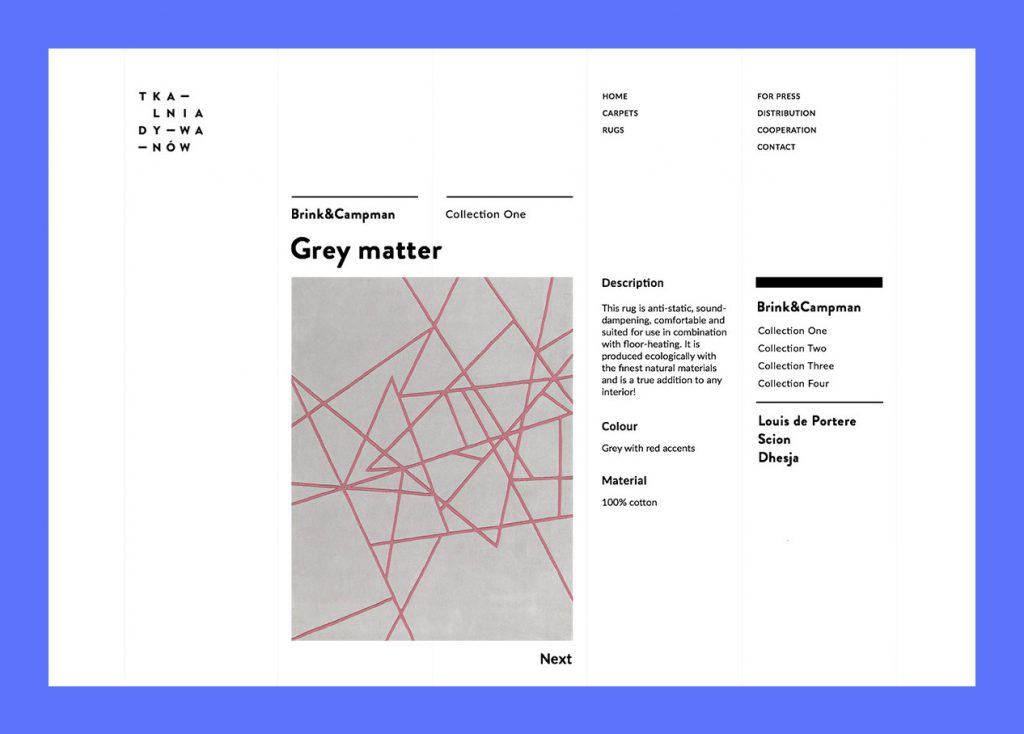 TKA—
LNIA
DY—WA
—NÓW
HOME
CARPETS
RUGS
FOR PRESS
DISTRIBUTION
COOPERATION
CONTACT
Brink&Campman
Collection One
Grey matter
Description
This rug is anti-static, sound-
dampening, comfortable and
suited for use in combination
with floor-heating. It is
produced ecologically with
the finest natural materials
and is a true addition to any
interior!
Colour
Grey with red accents
Material
100% cotton
Brink&Campman
Collection One
Collection Two
Collection Three
Collection Four
Louis de Portere
Scion
Dhesja
Next